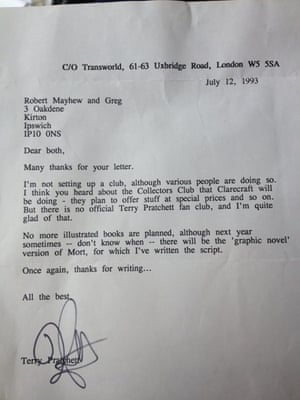 C/O Transworld, 61-63 Uxbridge Road, London W5 5SA
July 12, 1993
Robert Mayhew and Greg
3 Oakdene
Kirton
Ipswich
IP10 0NS
Dear both,
Many thanks for your letter.
I'm not setting up a club, although various people are doing so.
I think you heard about the Collectors Club that Clarecraft will
be doing - they plan to offer stuff at special prices and so on.
But there is no official Terry Pratchett fan club, and I'm quite
glad of that.
No more illustrated books are planned, although next year
sometimes -- don't know when -- there will be the 'graphic novel'
version of Mort, for which I've written the script.
Once again, thanks for writing...
All the best,
Terry Pratchett